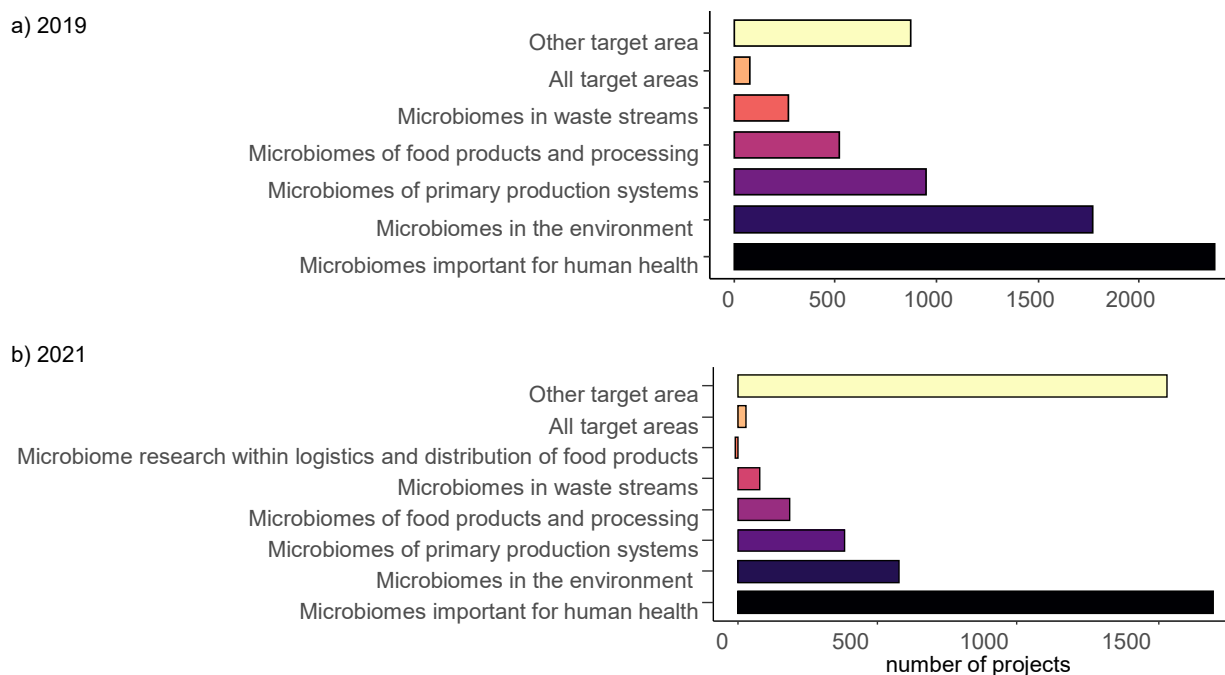 a) 2019
Other target area
All target areas
Microbiomes in waste streams
Microbiomes of food products and processing
Microbiomes of primary production systems
Microbiomes in the environment
Microbiomes important for human health
0 500 1000 1500 2000
b) 2021
Other target area
All target areas
Microbiome research within logistics and distribution of food products
Microbiomes in waste streams
Microbiomes of food products and processing
Microbiomes of primary production systems
Microbiomes in the environment
Microbiomes important for human health
0 500 1000 1500
number of projects